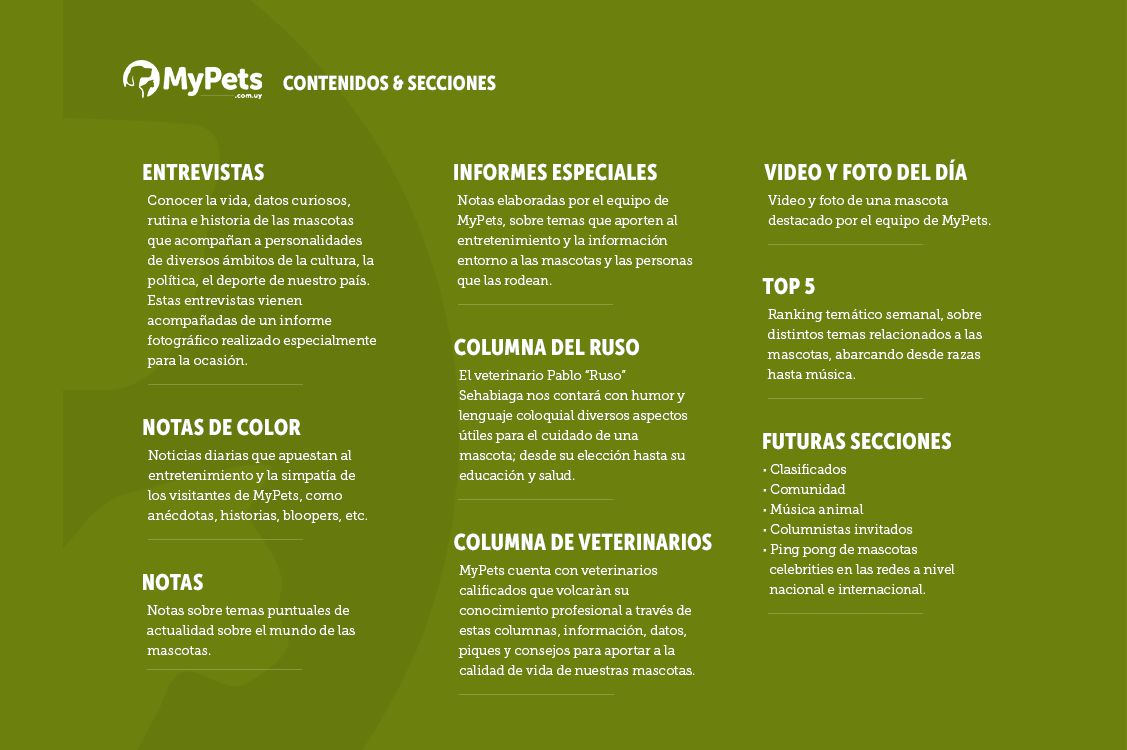 MyPets
.com.uy
CONTENIDOS & SECCIONES
ENTREVISTAS
Conocer la vida, datos curiosos,
rutina e historia de las mascotas
que acompañan a personalidades
de diversos ámbitos de la cultura, la
política, el deporte de nuestro país.
Estas entrevistas vienen
acompañadas de un informe
fotográfico realizado especialmente
para la ocasión.
NOTAS DE COLOR
Noticias diarias que apuestan al
entretenimiento y la simpatía de
los visitantes de MyPets, como
anécdotas, historias, bloopers, etc.
NOTAS
Notas sobre temas puntuales de
actualidad sobre el mundo de las
mascotas.
INFORMES ESPECIALES
Notas elaboradas por el equipo de
MyPets, sobre temas que aporten al
entretenimiento y la información
entorno a las mascotas y las personas
que las rodean.
COLUMNA DEL RUSO
El veterinario Pablo “Ruso”
Sehabiaga nos contará con humor y
lenguaje coloquial diversos aspectos
útiles para el cuidado de una
mascota; desde su elección hasta su
educación y salud.
COLUMNA DE VETERINARIOS
MyPets cuenta con veterinarios
calificados que volcaràn su
conocimiento profesional a través de
estas columnas, información, datos,
piques y consejos para aportar a la
calidad de vida de nuestras mascotas.
VIDEO Y FOTO DEL DÍA
Video y foto de una mascota
destacado por el equipo de MyPets.
TOP 5
Ranking temático semanal, sobre
distintos temas relacionados a las
mascotas, abarcando desde razas
hasta música.
FUTURAS SECCIONES
· Clasificados
· Comunidad
· Música animal
· Columnistas invitados
· Ping pong de mascotas
celebrities en las redes a nivel
nacional e internacional.